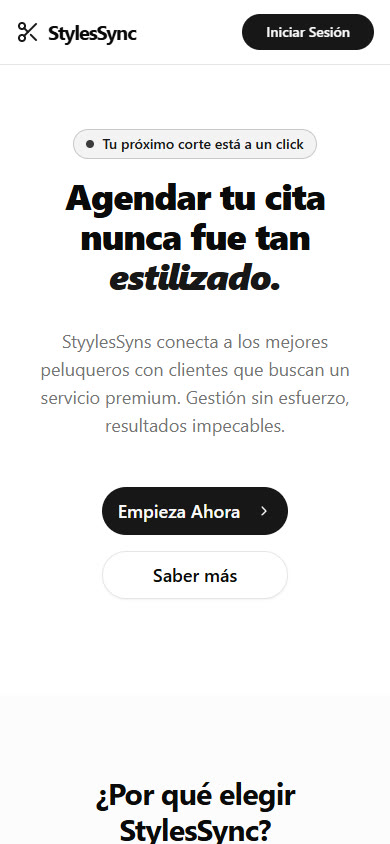 StylesSync
Iniciar Sesión
Tu próximo corte está a un click
Agendar tu cita
nunca fue tan
estilizado.
StyylesSyns conecta a los mejores
peluqueros con clientes que buscan un
servicio premium. Gestión sin esfuerzo,
resultados impecables.
Empieza Ahora
Saber más
¿Por qué elegir
StylesSync?